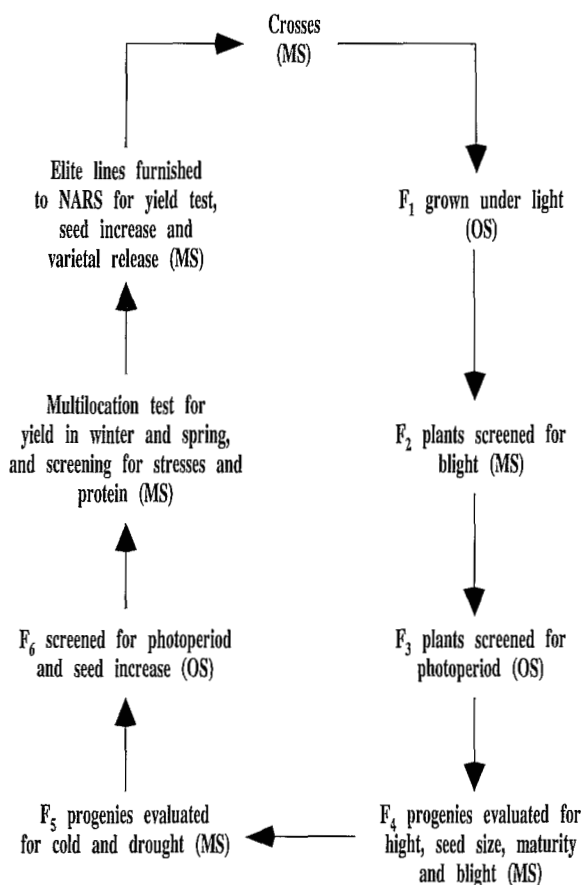 Crosses
(MS)
F₁ grown under light
(OS)
F₂ plants screened for
blight (MS)
F₃ plants screened for
photoperiod (OS)
F₄ progenies evaluated for
hight, seed size, maturity
and blight (MS)
F₅ progenies evaluated
for cold and drought (MS)
F₆ screened for photoperiod
and seed increase (OS)
Multilocation test for
yield in winter and spring,
and screening for stresses and
protein (MS)
Elite lines furnished
to NARS for yield test,
seed increase and
varietal release (MS)